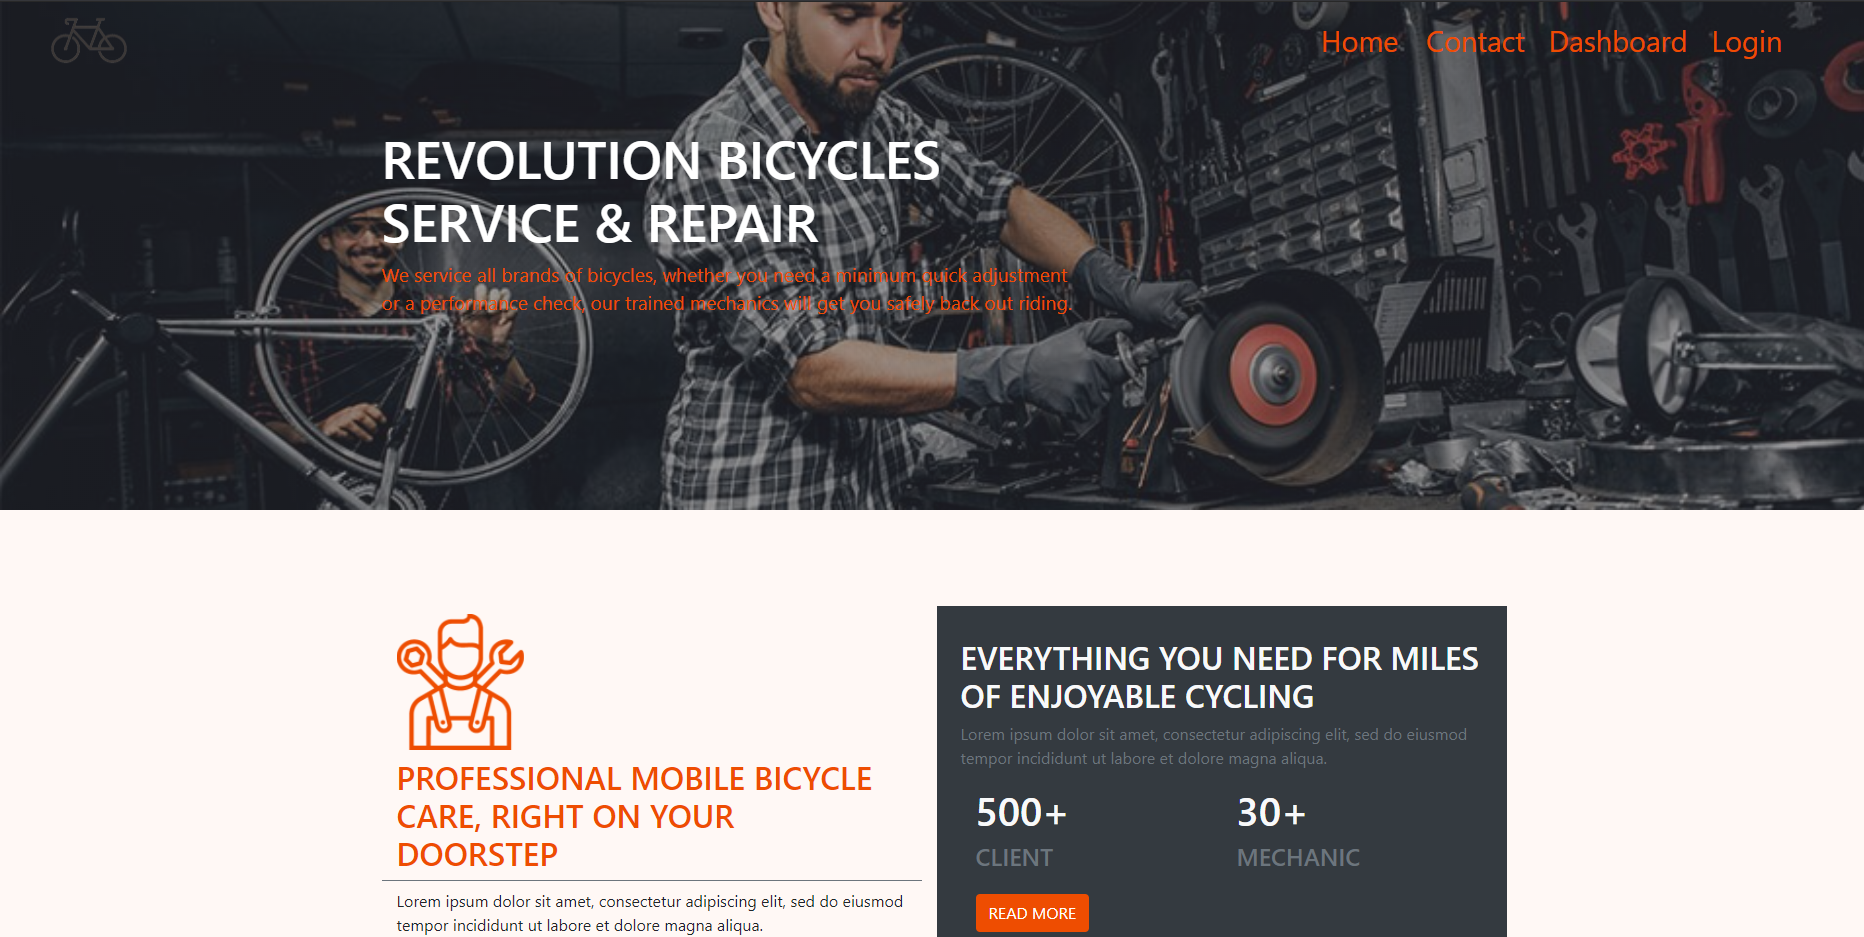 Home Contact Dashboard Login
REVOLUTION BICYCLES
SERVICE & REPAIR
We service all brands of bicycles, whether you need a minimum quick adjustment
or a performance check, our trained mechanics will get you safely back out riding.
PROFESSIONAL MOBILE BICYCLE
CARE, RIGHT ON YOUR
DOORSTEP
Lorem ipsum dolor sit amet, consectetur adipiscing elit, sed do eiusmod
tempor incididunt ut labore et dolore magna aliqua.
EVERYTHING YOU NEED FOR MILES
OF ENJOYABLE CYCLING
Lorem ipsum dolor sit amet, consectetur adipiscing elit, sed do eiusmod
tempor incididunt ut labore et dolore magna aliqua.
500+ 30+
CLIENT MECHANIC
READ MORE